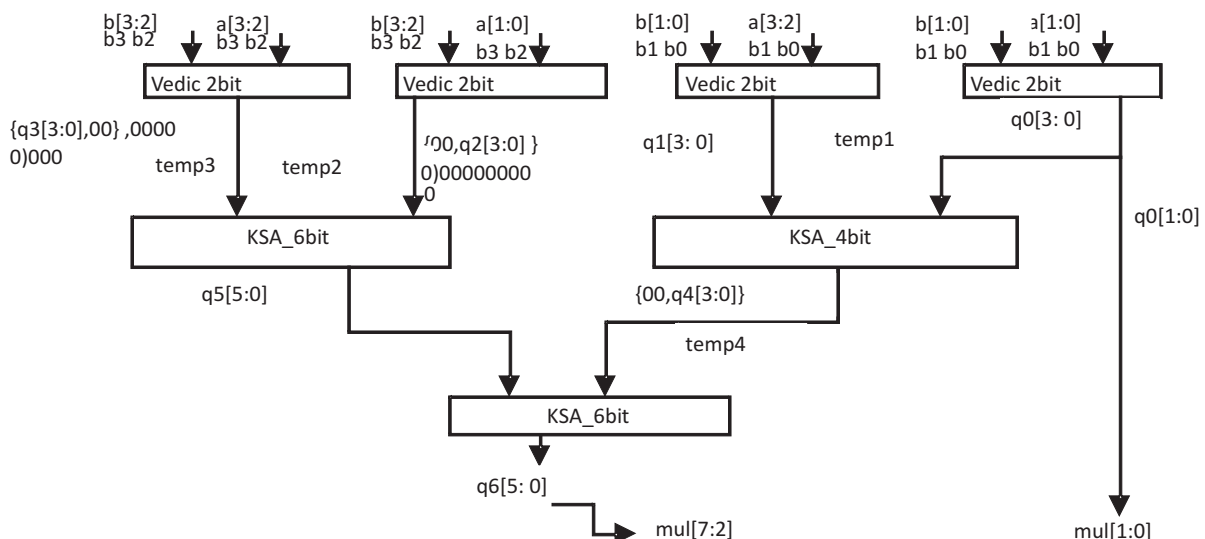 b[3:2]
b3 b2
a[3:2]
b3 b2
b[3:2]
b3 b2
a[1:0]
b3 b2
b[1:0]
b1 b0
a[3:2]
b1 b0
b[1:0]
b1 b0
a[1:0]
b1 b0
Vedic 2bit
Vedic 2bit
Vedic 2bit
Vedic 2bit
{q3[3:0],00} ,0000
0)000
temp3
temp2
00,q2[3:0] }
0)00000000
0
q1[3: 0]
temp1
q0[3: 0]
q0[1:0]
KSA_6bit
KSA_4bit
q5[5:0]
{00,q4[3:0]}
temp4
KSA_6bit
q6[5: 0]
mul[7:2]
mul[1:0]